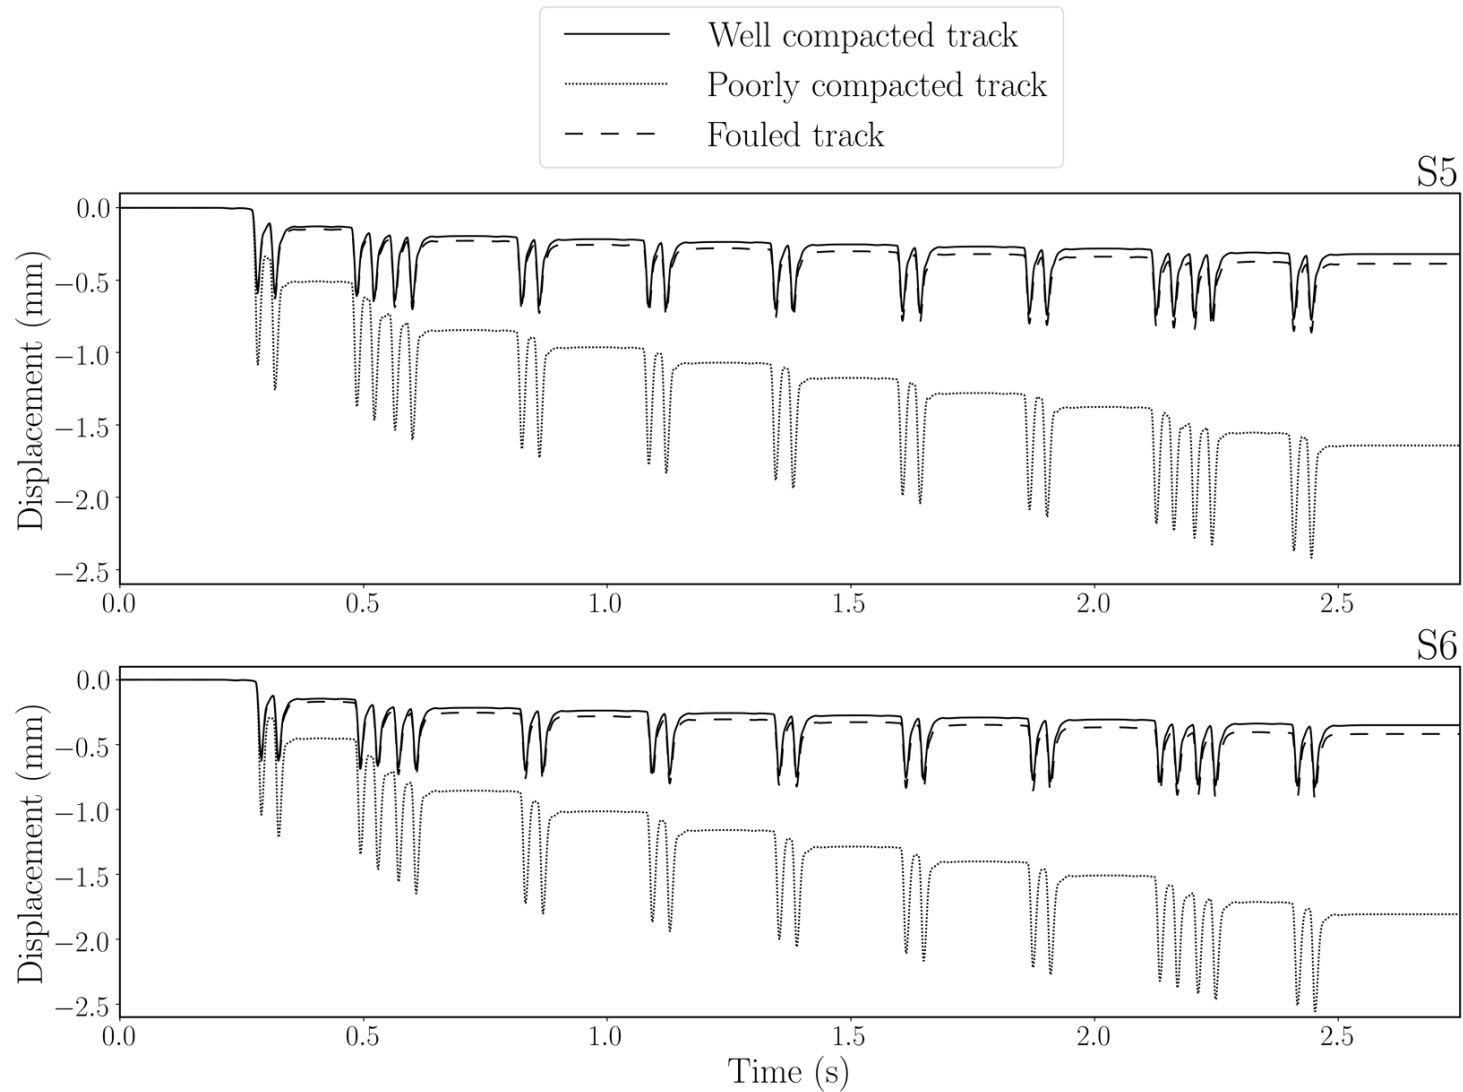 Well compacted track
Poorly compacted track
Fouled track
S5
Displacement (mm)
0.0
−0.5
−1.0
−1.5
−2.0
−2.5
0.0 0.5 1.0 1.5 2.0 2.5
S6
Displacement (mm)
0.0
−0.5
−1.0
−1.5
−2.0
−2.5
0.0 0.5 1.0 1.5 2.0 2.5
Time (s)